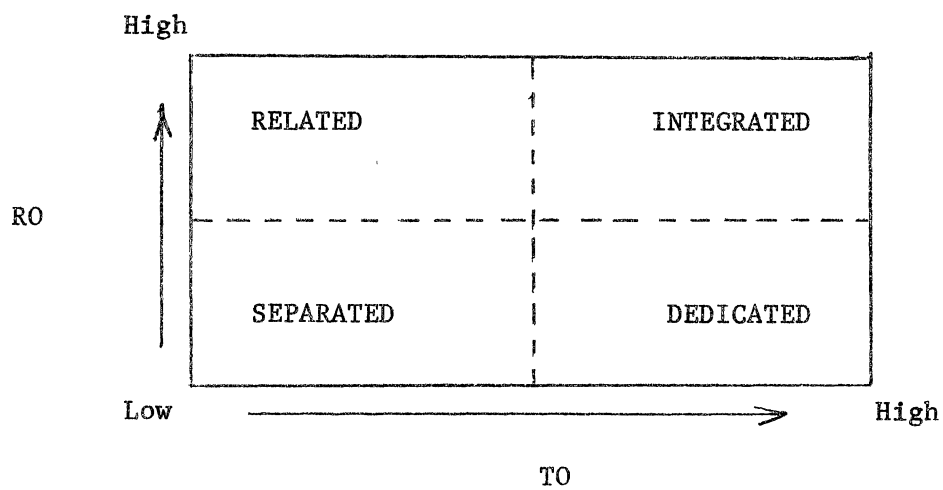 High
RELATED INTEGRATED
RO
SEPARATED DEDICATED
Low High
TO